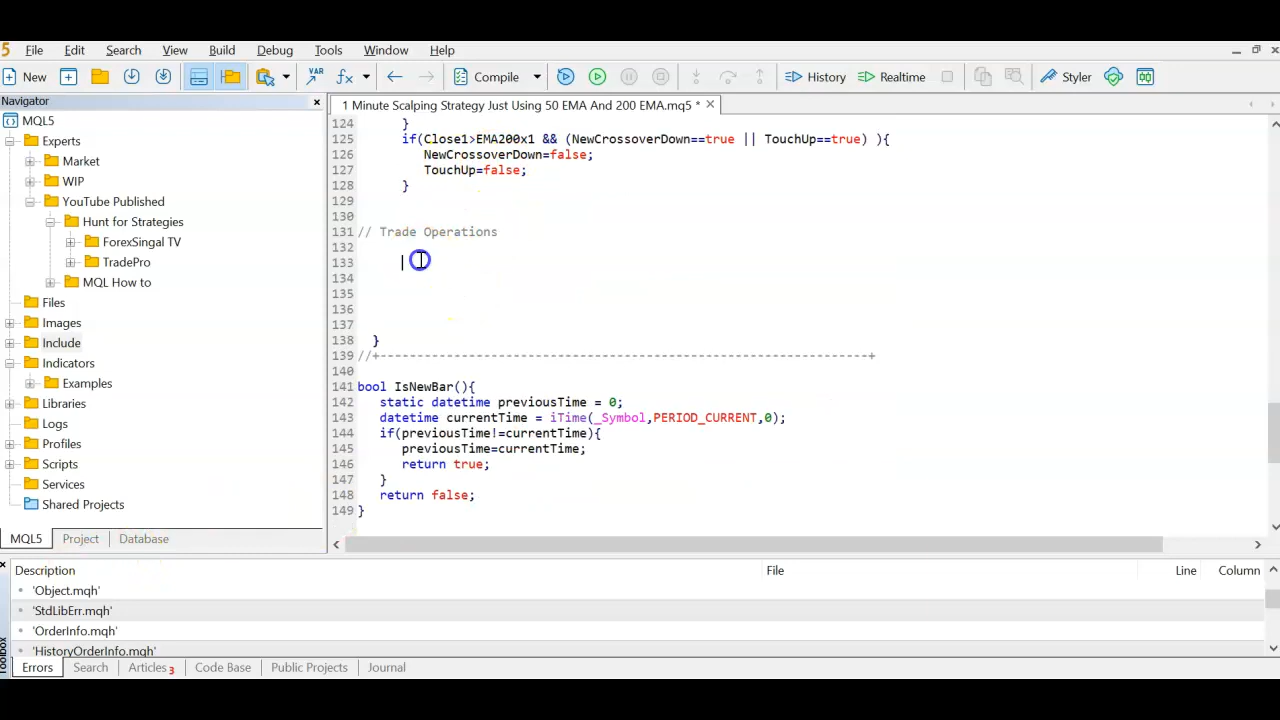 5 File Edit Search View Build Debug Tools Window Help
New VAR Compile History Realtime Styler
Navigator
1 Minute Scalping Strategy Just Using 50 EMA And 200 EMA.mq5 *
MQL5
Experts
Market
WIP
YouTube Published
Hunt for Strategies
ForexSingal TV
TradePro
MQL How to
Files
Images
Include
Indicators
Examples
Libraries
Logs
Profiles
Scripts
Services
Shared Projects
MQL5 Project Database
124 }
125 if(Close1>EMA200x1 && (NewCrossoverDown==true || TouchUp==true) ){
126 NewCrossoverDown=false;
127 TouchUp=false;
128 }
129
130
131 // Trade Operations
132
133
134
135
136
137
138 }
139 //+------------------------------------------------------------------+
140
141 bool IsNewBar(){
142 static datetime previousTime = 0;
143 datetime currentTime = iTime(_Symbol,PERIOD_CURRENT,0);
144 if(previousTime!=currentTime){
145 previousTime=currentTime;
146 return true;
147 }
148 return false;
149 }
Description File Line Column
'Object.mqh'
'StdLibErr.mqh'
'OrderInfo.mqh'
'HistoryOrderInfo.mqh'
Errors Search Articles 3 Code Base Public Projects Journal
Toolbox